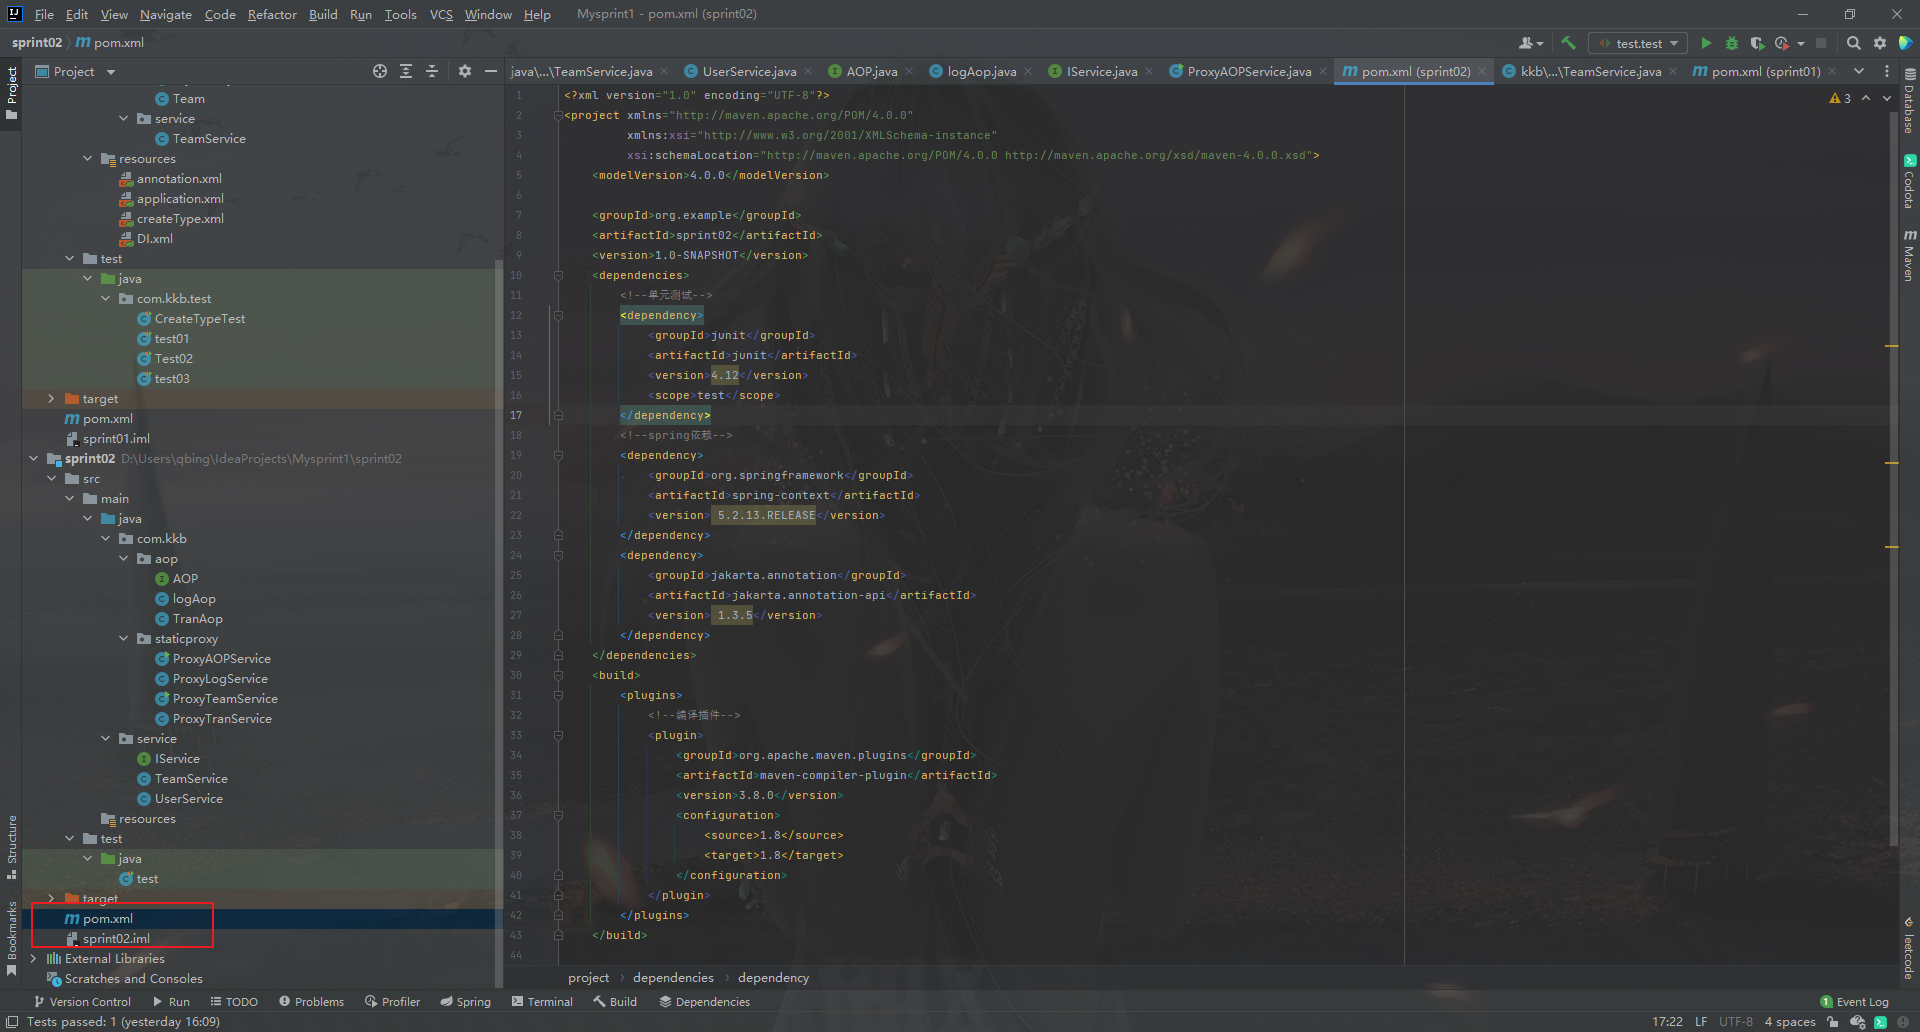 File Edit View Navigate Code Refactor Build Run Tools VCS Window Help Mysprint1 - pom.xml (sprint02)
sprint02 pom.xml
test.test
Project
java\...\TeamService.java UserService.java AOP.java logAop.java IService.java ProxyAOPService.java pom.xml (sprint02) kkb\...\TeamService.java pom.xml (sprint01)
Project
Structure
Bookmarks
Team
service
TeamService
resources
annotation.xml
application.xml
createType.xml
DI.xml
test
java
com.kkb.test
CreateTypeTest
test01
Test02
test03
target
pom.xml
sprint01.iml
sprint02 D:\Users\qbing\IdeaProjects\Mysprint1\sprint02
src
main
java
com.kkb
aop
AOP
logAop
TranAop
staticproxy
ProxyAOPService
ProxyLogService
ProxyTeamService
ProxyTranService
service
IService
TeamService
UserService
resources
test
java
test
target
pom.xml
sprint02.iml
External Libraries
Scratches and Consoles
1 <?xml version="1.0" encoding="UTF-8"?>
2 <project xmlns="http://maven.apache.org/POM/4.0.0"
3 xmlns:xsi="http://www.w3.org/2001/XMLSchema-instance"
4 xsi:schemaLocation="http://maven.apache.org/POM/4.0.0 http://maven.apache.org/xsd/maven-4.0.0.xsd">
5 <modelVersion>4.0.0</modelVersion>
6
7 <groupId>org.example</groupId>
8 <artifactId>sprint02</artifactId>
9 <version>1.0-SNAPSHOT</version>
10 <dependencies>
11 <!--单元测试-->
12 <dependency>
13 <groupId>junit</groupId>
14 <artifactId>junit</artifactId>
15 <version>4.12</version>
16 <scope>test</scope>
17 </dependency>
18 <!--spring依赖-->
19 <dependency>
20 <groupId>org.springframework</groupId>
21 <artifactId>spring-context</artifactId>
22 <version> 5.2.13.RELEASE</version>
23 </dependency>
24 <dependency>
25 <groupId>jakarta.annotation</groupId>
26 <artifactId>jakarta.annotation-api</artifactId>
27 <version> 1.3.5</version>
28 </dependency>
29 </dependencies>
30 <build>
31 <plugins>
32 <!--编译插件-->
33 <plugin>
34 <groupId>org.apache.maven.plugins</groupId>
35 <artifactId>maven-compiler-plugin</artifactId>
36 <version>3.8.0</version>
37 <configuration>
38 <source>1.8</source>
39 <target>1.8</target>
40 </configuration>
41 </plugin>
42 </plugins>
43 </build>
44
3
Database
Codota
Maven
leetcode
project dependencies dependency
Version Control Run TODO Problems Profiler Spring Terminal Build Dependencies 1 Event Log
Tests passed: 1 (yesterday 16:09) 17:22 LF UTF-8 4 spaces